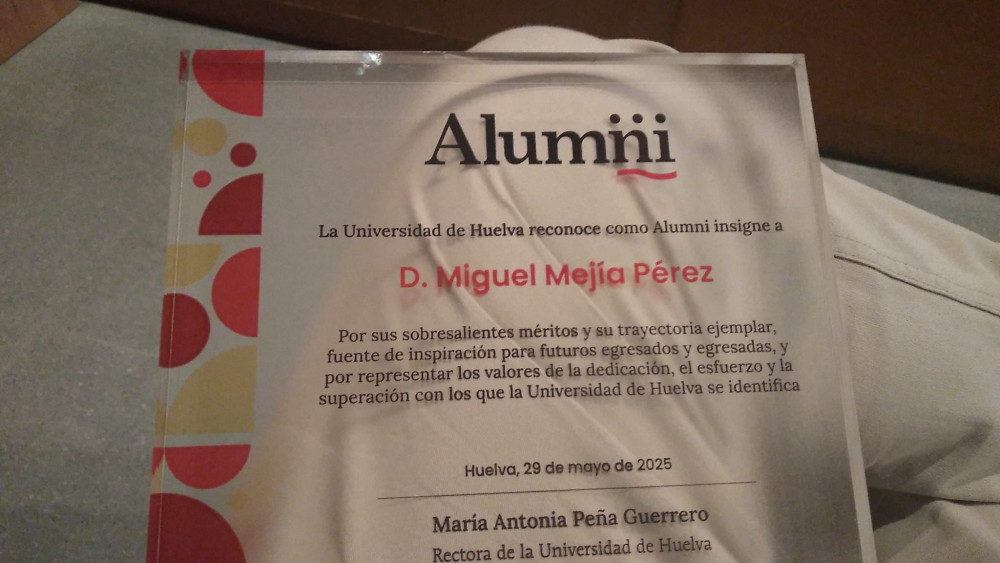 Alumni
La Universidad de Huelva reconoce como Alumni insigne a
D. Miguel Mejía Pérez
Por sus sobresalientes méritos y su trayectoria ejemplar,
fuente de inspiración para futuros egresados y egresadas, y
por representar los valores de la dedicación, el esfuerzo y la
superación con los que la Universidad de Huelva se identifica
Huelva, 29 de mayo de 2025
María Antonia Peña Guerrero
Rectora de la Universidad de Huelva